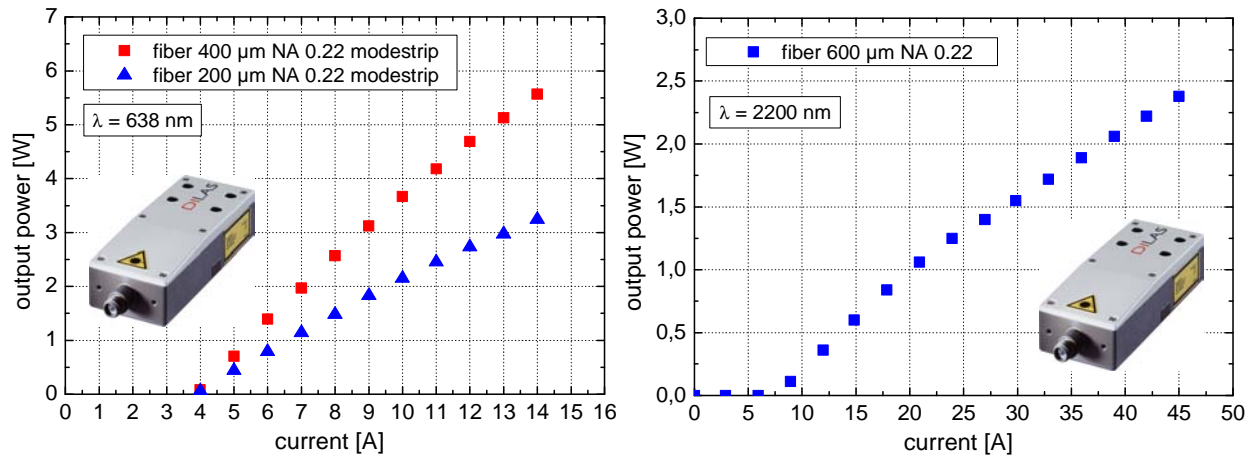 7
6
5
4
3
2
1
0
output power [W]
fiber 400 µm NA 0.22 modestrip
fiber 200 µm NA 0.22 modestrip
λ = 638 nm
DILAS
0 1 2 3 4 5 6 7 8 9 10 11 12 13 14 15 16
current [A]
3,0
2,5
2,0
1,5
1,0
0,5
0,0
output power [W]
fiber 600 µm NA 0.22
λ = 2200 nm
DILAS
0 5 10 15 20 25 30 35 40 45 50
current [A]